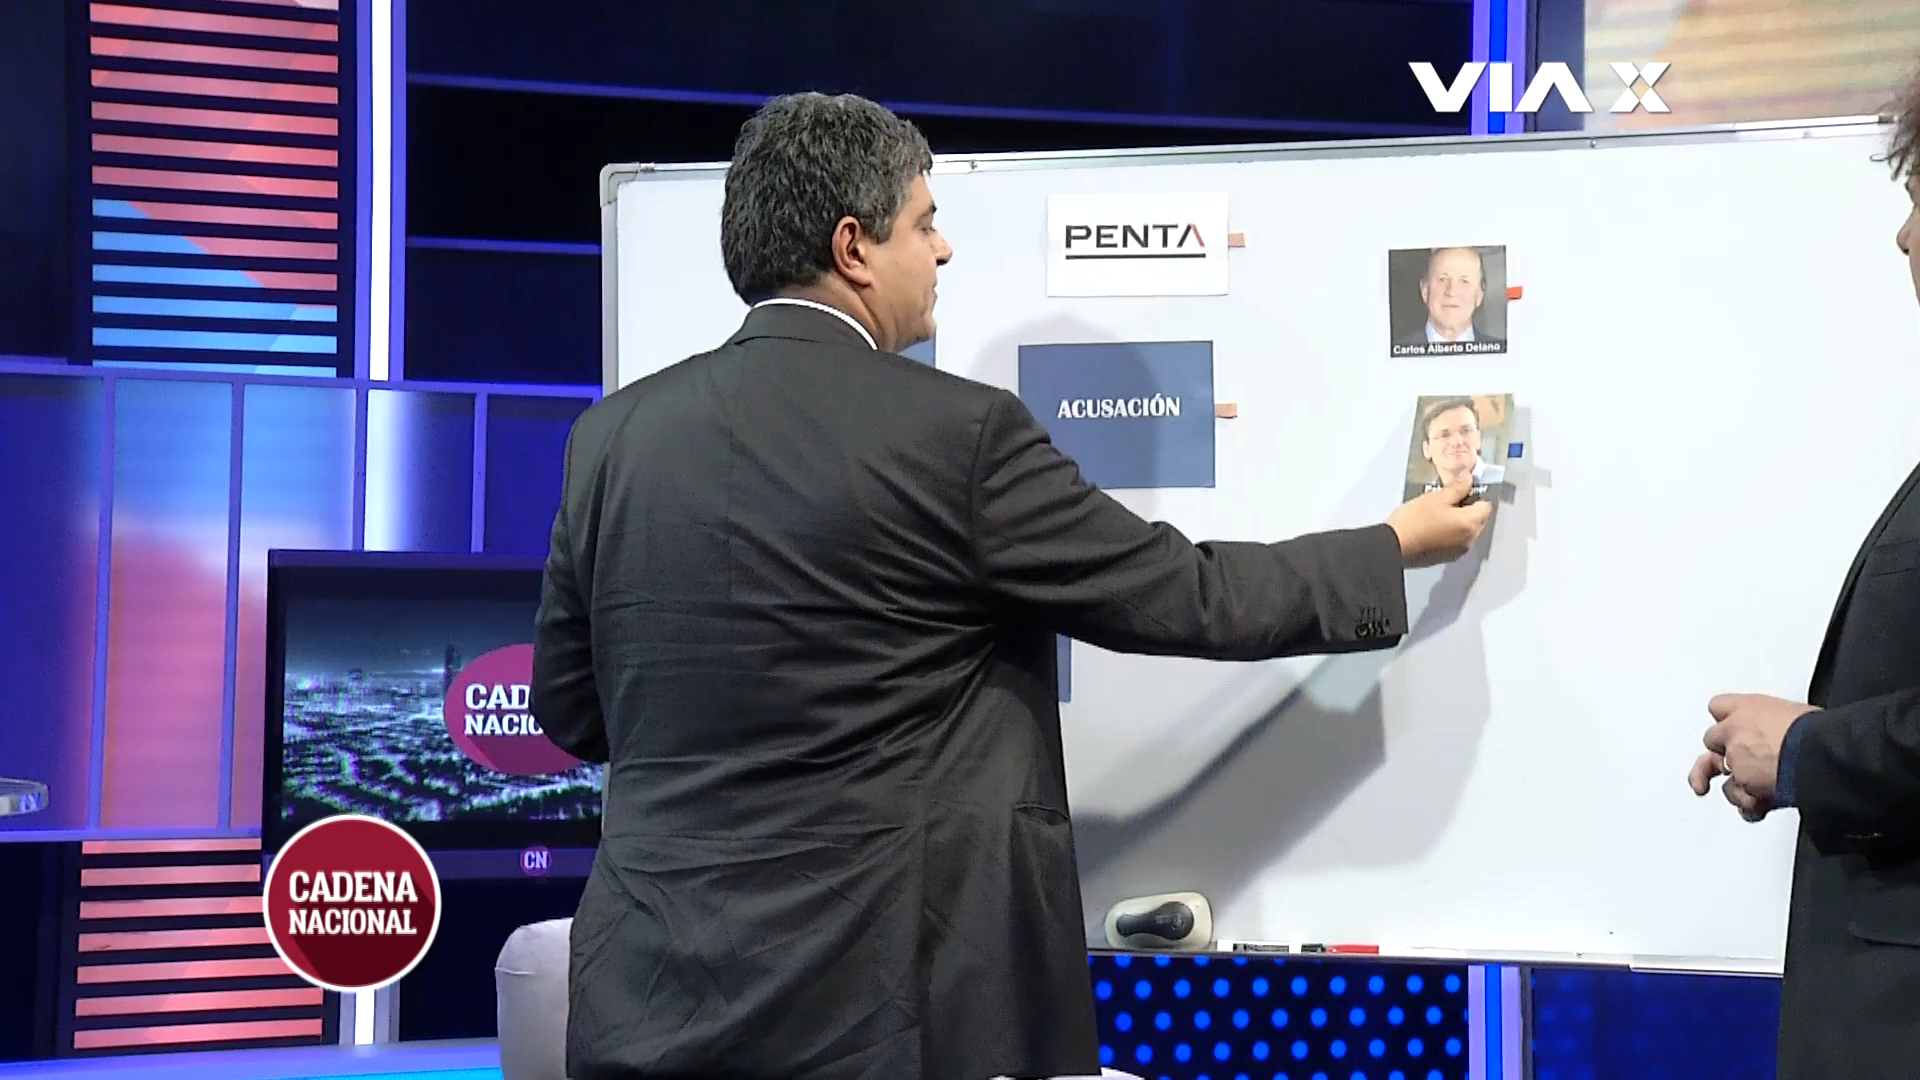 VIA X
PENTA
Carlos Alberto Delano
ACUSACIÓN
CAD
NACIO
CN
CADENA
NACIONAL